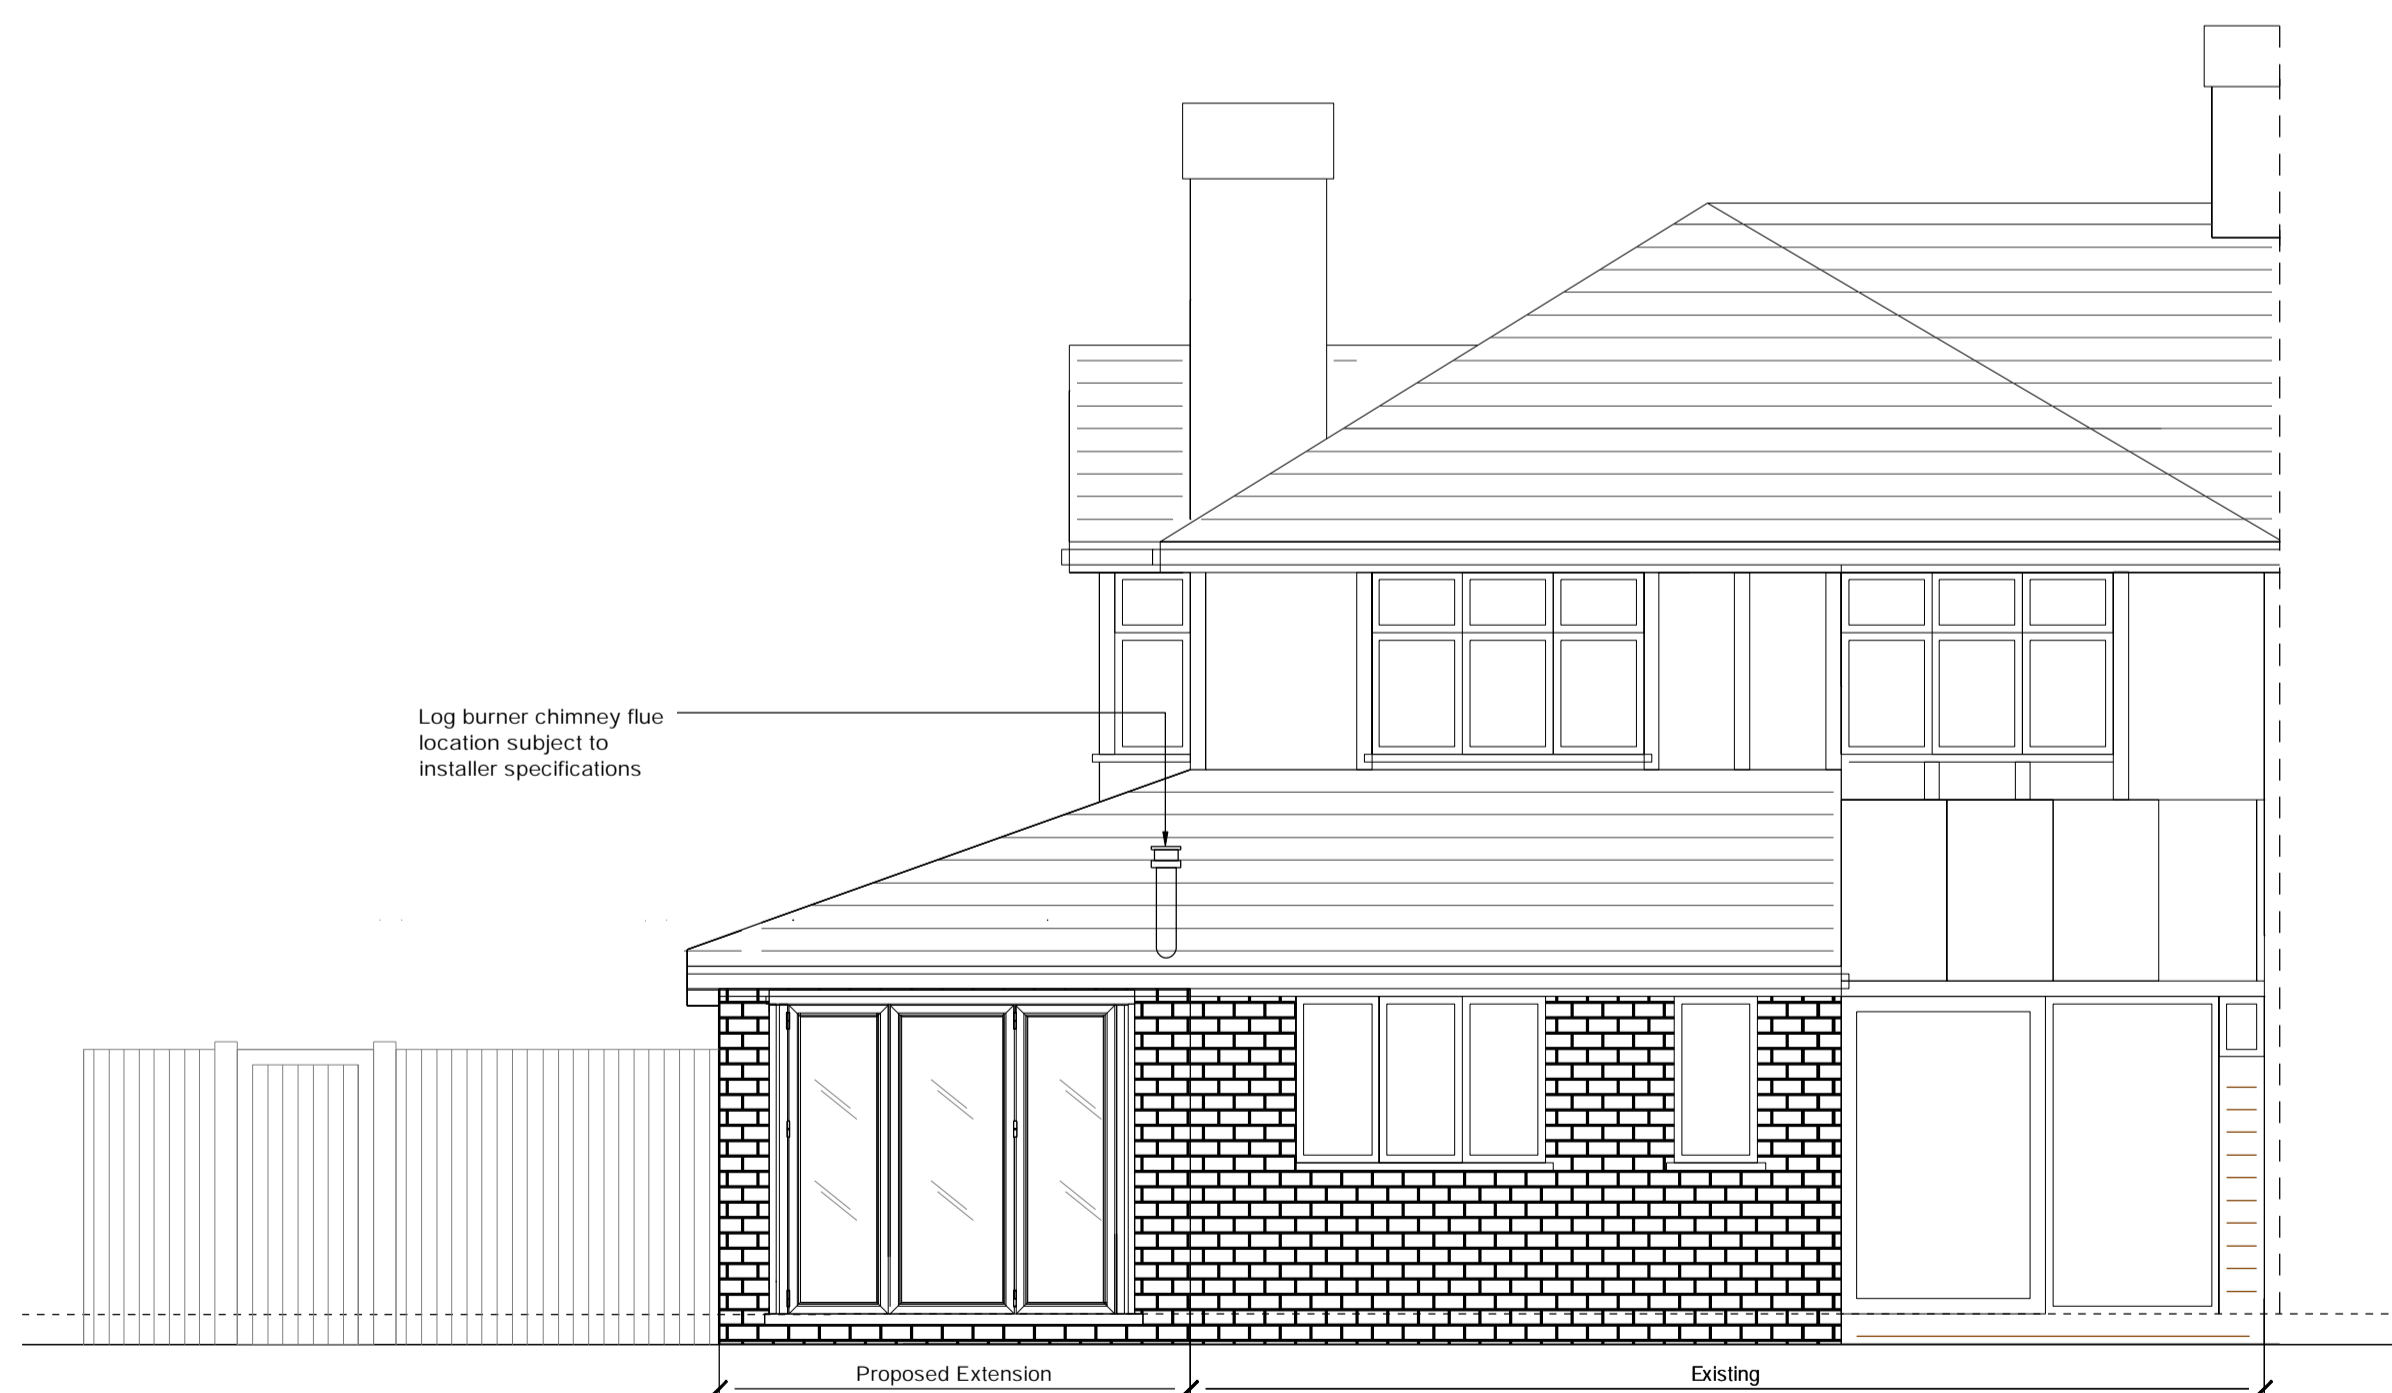 Log burner chimney flue
location subject to
installer specifications
Proposed Extension
Existing